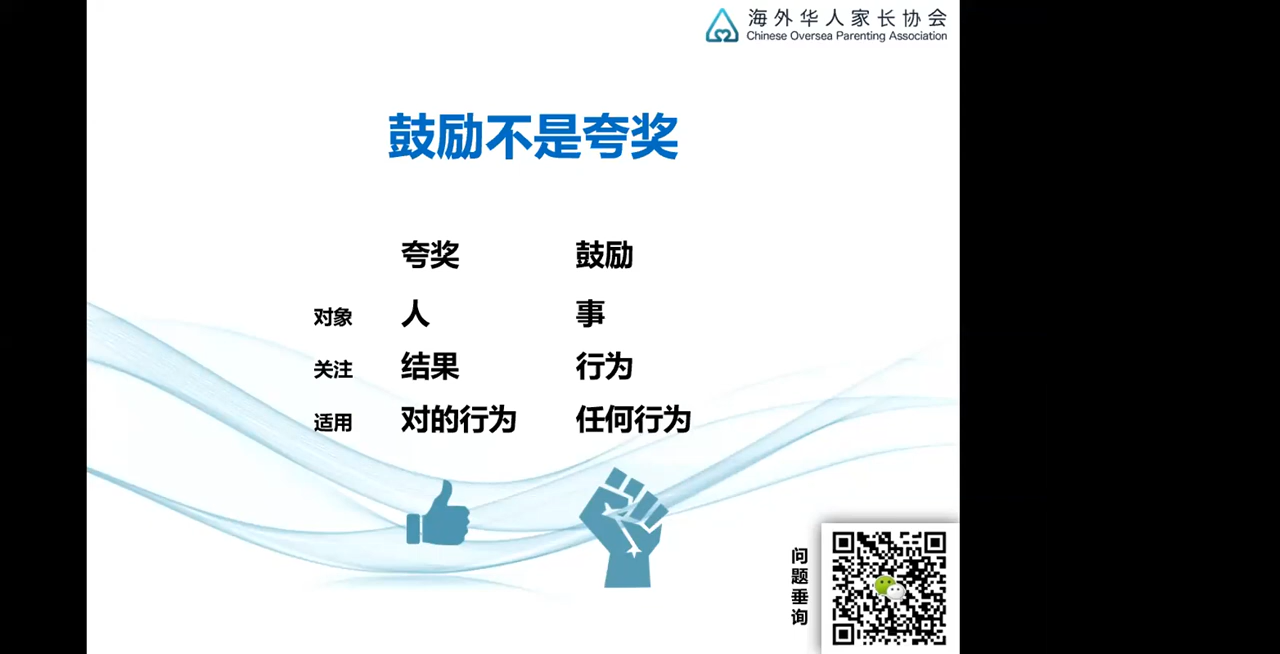 海外华人家长协会
Chinese Oversea Parenting Association
鼓励不是夸奖
夸奖 鼓励
对象 人 事
关注 结果 行为
适用 对的行为 任何行为
问题垂询